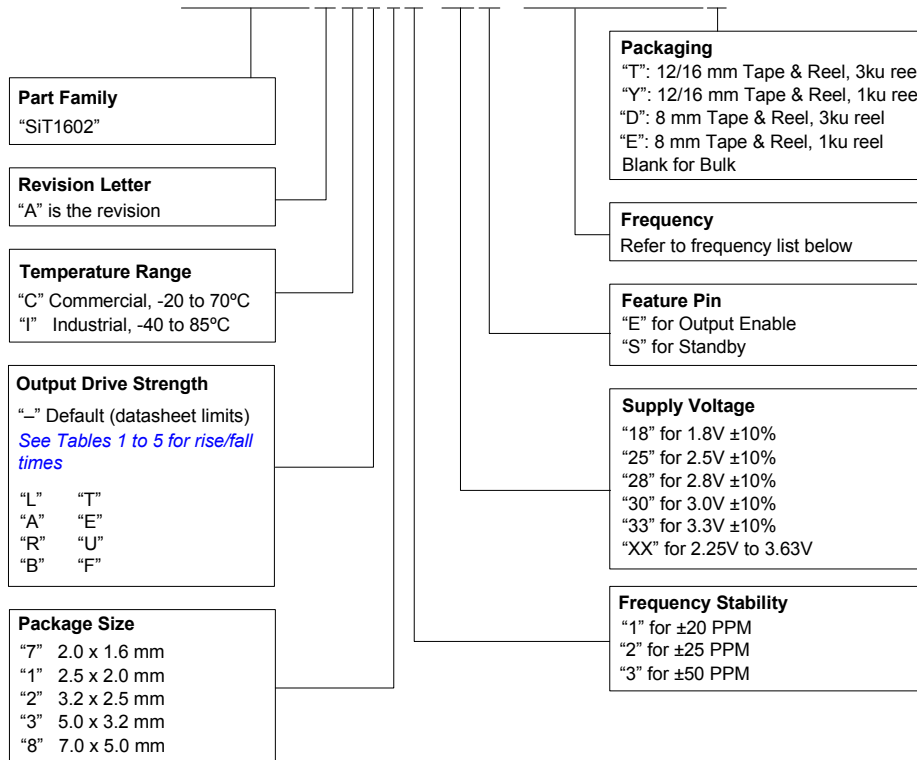 Part Family
“SiT1602”
Revision Letter
“A” is the revision
Temperature Range
“C” Commercial, -20 to 70ºC
“I” Industrial, -40 to 85ºC
Output Drive Strength
“–” Default (datasheet limits)
See Tables 1 to 5 for rise/fall
times
“L” “T”
“A” “E”
“R” “U”
“B” “F”
Package Size
“7” 2.0 x 1.6 mm
“1” 2.5 x 2.0 mm
“2” 3.2 x 2.5 mm
“3” 5.0 x 3.2 mm
“8” 7.0 x 5.0 mm
Packaging
“T”: 12/16 mm Tape & Reel, 3ku ree
“Y”: 12/16 mm Tape & Reel, 1ku ree
“D”: 8 mm Tape & Reel, 3ku reel
“E”: 8 mm Tape & Reel, 1ku reel
Blank for Bulk
Frequency
Refer to frequency list below
Feature Pin
“E” for Output Enable
“S” for Standby
Supply Voltage
“18” for 1.8V ±10%
“25” for 2.5V ±10%
“28” for 2.8V ±10%
“30” for 3.0V ±10%
“33” for 3.3V ±10%
“XX” for 2.25V to 3.63V
Frequency Stability
“1” for ±20 PPM
“2” for ±25 PPM
“3” for ±50 PPM